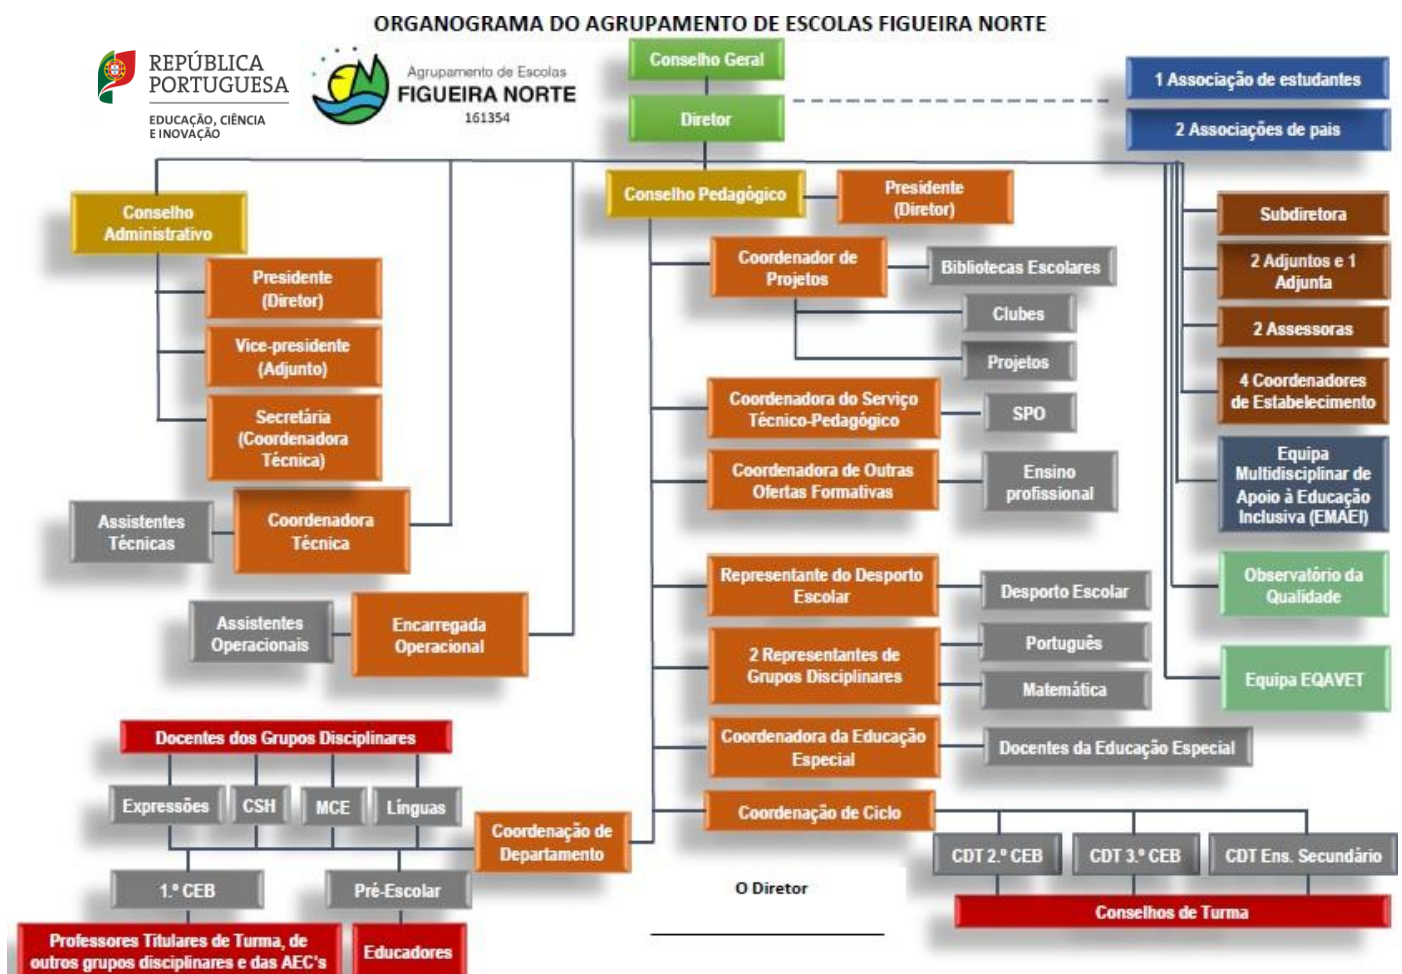 ORGANOGRAMA DO AGRUPAMENTO DE ESCOLAS FIGUEIRA NORTE
REPÚBLICA
PORTUGUESA
EDUCAÇÃO, CIÊNCIA
E INOVAÇÃO
Agrupamento de Escolas
FIGUEIRA NORTE
161354
Conselho Geral
Diretor
1 Associação de estudantes
2 Associações de pais
Conselho
Administrativo
Presidente
(Diretor)
Vice-presidente
(Adjunto)
Secretária
(Coordenadora
Técnica)
Assistentes
Técnicas
Coordenadora
Técnica
Assistentes
Operacionais
Encarregada
Operacional
Conselho Pedagógico
Presidente
(Diretor)
Coordenador de
Projetos
Bibliotecas Escolares
Clubes
Projetos
Coordenadora do Serviço
Técnico-Pedagógico
SPO
Coordenadora de Outras
Ofertas Formativas
Ensino
profissional
Representante do Desporto
Escolar
Desporto Escolar
2 Representantes de
Grupos Disciplinares
Português
Matemática
Coordenadora da Educação
Especial
Docentes da Educação Especial
Coordenação de Ciclo
CDT 2.º CEB
CDT 3.º CEB
CDT Ens. Secundário
Conselhos de Turma
Subdiretora
2 Adjuntos e 1
Adjunta
2 Assessoras
4 Coordenadores
de Estabelecimento
Equipa
Multidisciplinar de
Apoio à Educação
Inclusiva (EMAEI)
Observatório da
Qualidade
Equipa EQAVET
Docentes dos Grupos Disciplinares
Expressões
CSH
MCE
Línguas
Coordenação de
Departamento
1.º CEB
Pré-Escolar
Professores Titulares de Turma, de
outros grupos disciplinares e das AEC's
Educadores
O Diretor